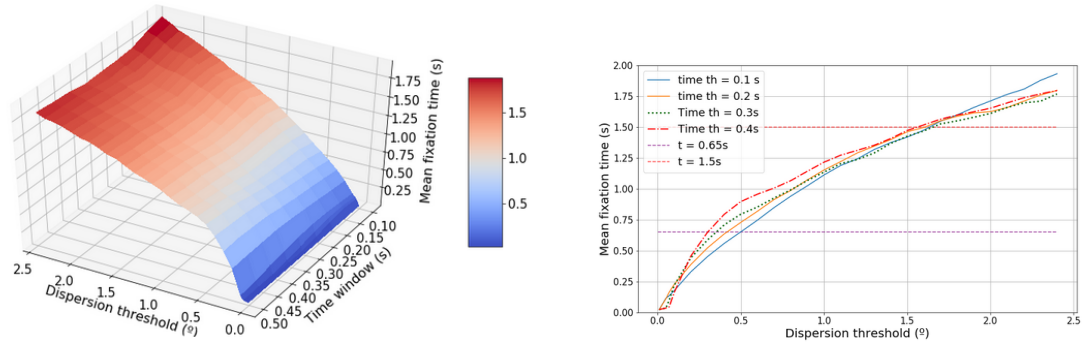 1.75
1.50
1.25
1.00
0.75
0.50
0.25
Mean fixation time (s)
0.10
0.15
0.20
0.25
0.30
0.35
0.40
0.45
0.50
Time window (s)
2.5
2.0
1.5
1.0
0.5
0.0
Dispersion threshold (º)
1.5
1.0
0.5
2.00
1.75
1.50
1.25
1.00
0.75
0.50
0.25
0.00
Mean fixation time (s)
time th = 0.1 s
time th = 0.2 s
Time th = 0.3s
Time th = 0.4s
t = 0.65s
t = 1.5s
0.0 0.5 1.0 1.5 2.0 2.5
Dispersion threshold (º)